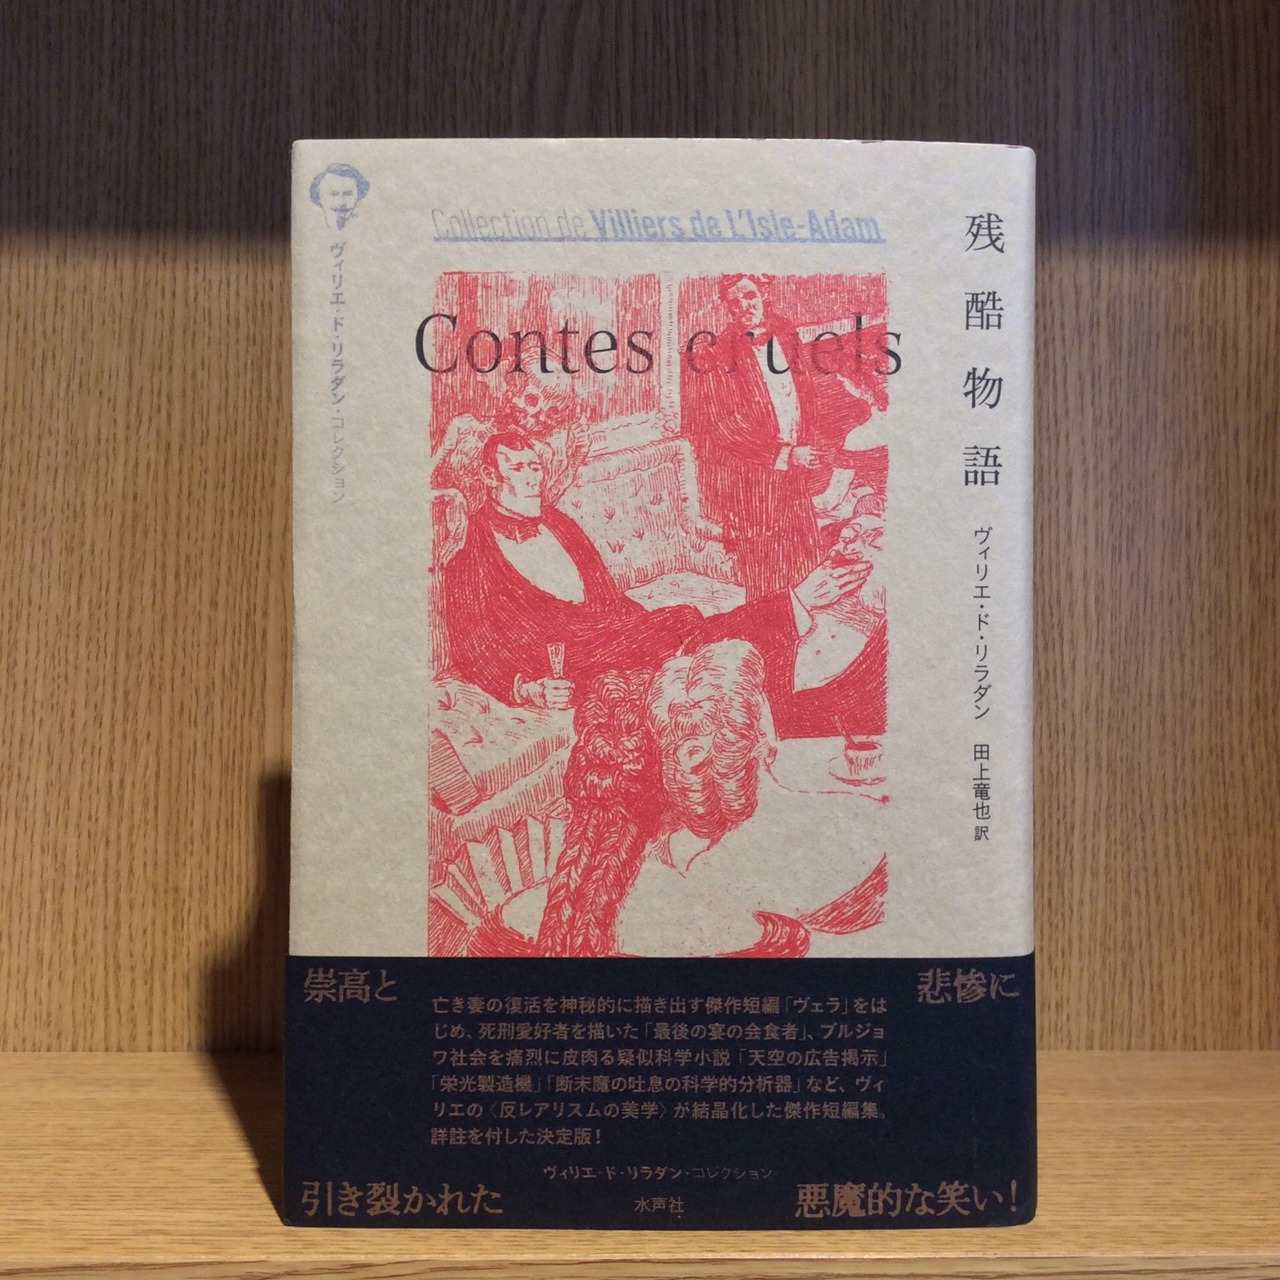 Collection de Villiers de L'Isle-Adam
Contes cruels
残酷物語
ヴィリエ・ド・リラダン
田上竜也 訳
ヴィリエ・ド・リラダン・コレクション
悲惨に
崇高と
引き裂かれた
悪魔的な笑い!
亡き妻の復活を神秘的に描き出す傑作短編「ヴェラ」をは
じめ、死刑愛好者を描いた「最後の宴の会食者」、ブルジョ
ワ社会を痛烈に皮肉る疑似科学小説「天空の広告掲示」
「栄光製造機」「断末魔の吐息の科学的分析器」など、ヴィ
リエの〈反レアリスムの美学〉が結晶化した傑作短編集。
詳註を付した決定版!
ヴィリエ・ド・リラダン・コレクション
水声社